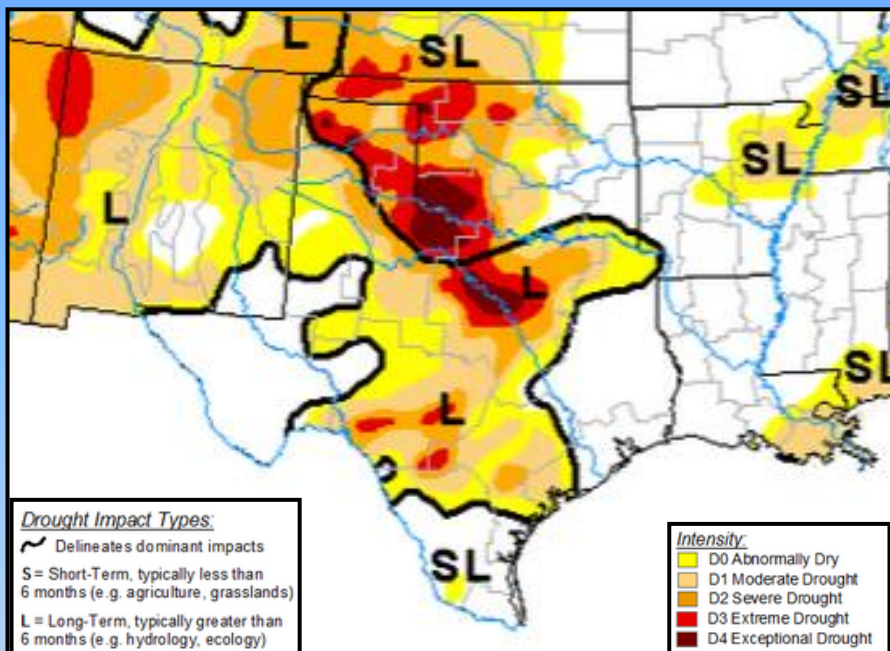 L
SL
SL
SL
L
L
SL
L
SL
Drought Impact Types:
Delineates dominant impacts
S = Short-Term, typically less than
6 months (e.g. agriculture, grasslands)
L = Long-Term, typically greater than
6 months (e.g. hydrology, ecology)
Intensity:
D0 Abnormally Dry
D1 Moderate Drought
D2 Severe Drought
D3 Extreme Drought
D4 Exceptional Drought